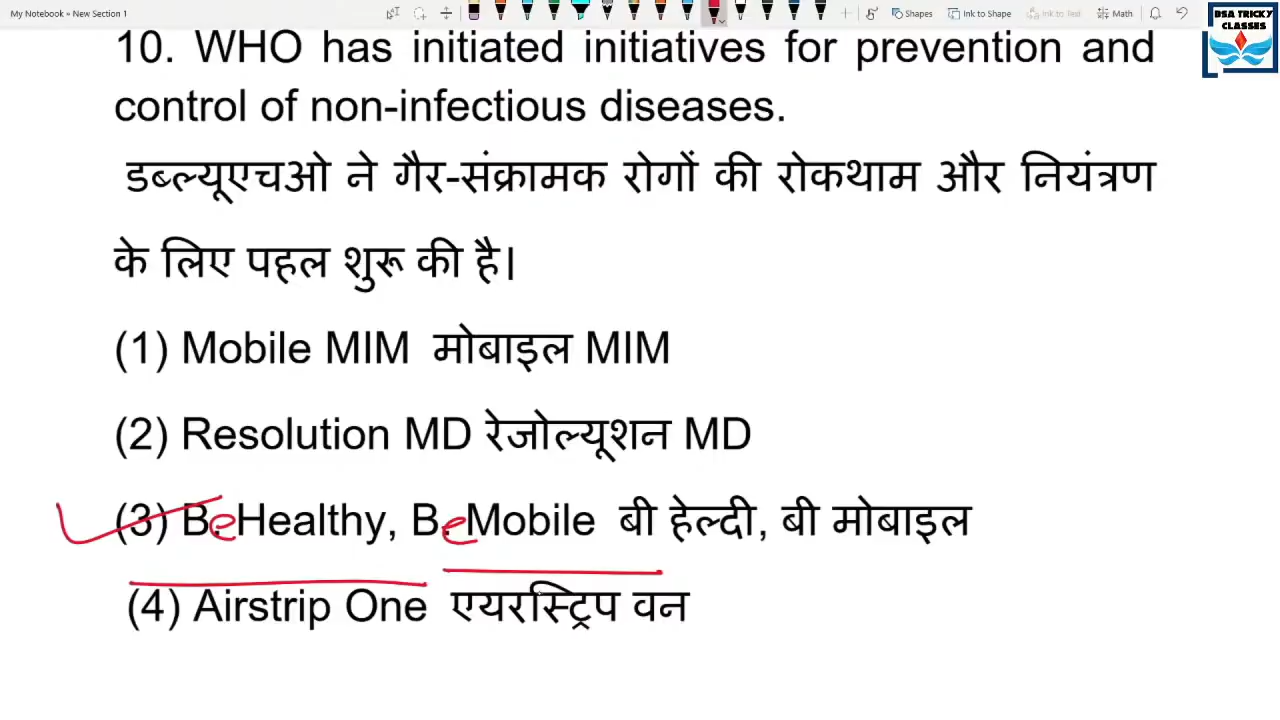 My Notebook » New Section 1
Shapes Ink to Shape Ink to Text Math
DSA TRICKY
CLASSES
10. WHO has initiated initiatives for prevention and
control of non-infectious diseases.
डब्ल्यूएचओ ने गैर-संक्रामक रोगों की रोकथाम और नियंत्रण
के लिए पहल शुरू की है।
(1) Mobile MIM मोबाइल MIM
(2) Resolution MD रेजोल्यूशन MD
(3) B.e Healthy, B.e Mobile बी हेल्दी, बी मोबाइल
(4) Airstrip One एयरस्ट्रिप वन